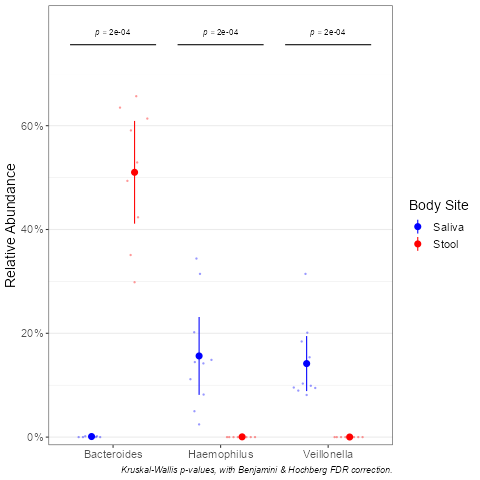 p = 2e-04 p = 2e-04 p = 2e-04
60%
40%
20%
0%
Relative Abundance
Bacteroides Haemophilus Veillonella
Body Site
Saliva
Stool
Kruskal-Wallis p-values, with Benjamini & Hochberg FDR correction.